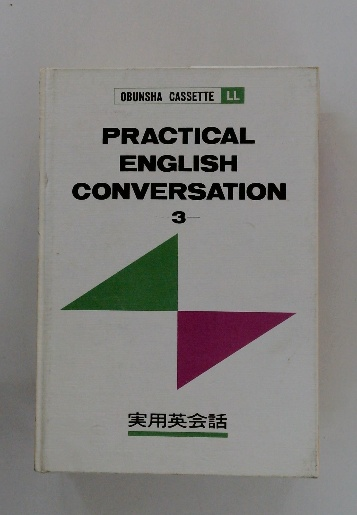 OBUNSHA CASSETTE LL
PRACTICAL
ENGLISH
CONVERSATION
3
実用英会話